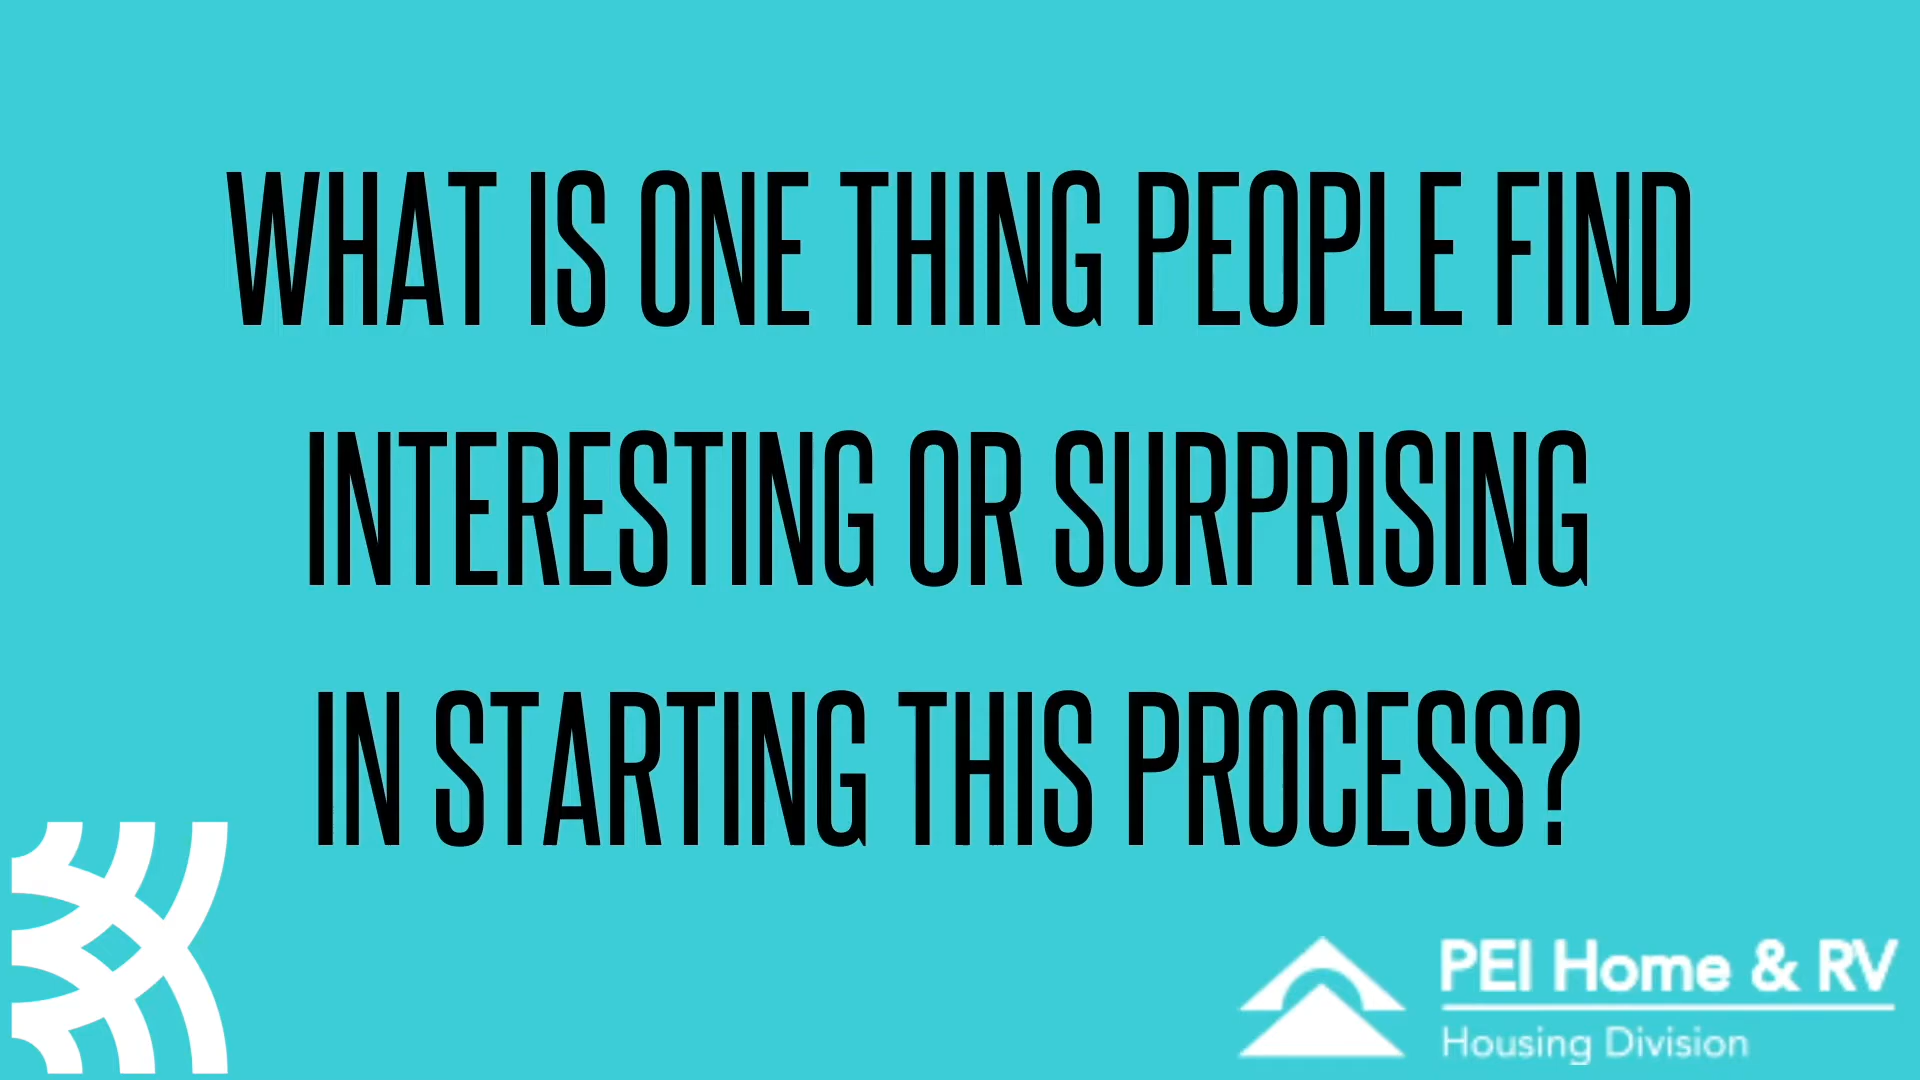 WHAT IS ONE THING PEOPLE FIND
INTERESTING OR SURPRISING
IN STARTING THIS PROCESS?
PEI Home & RV
Housing Division